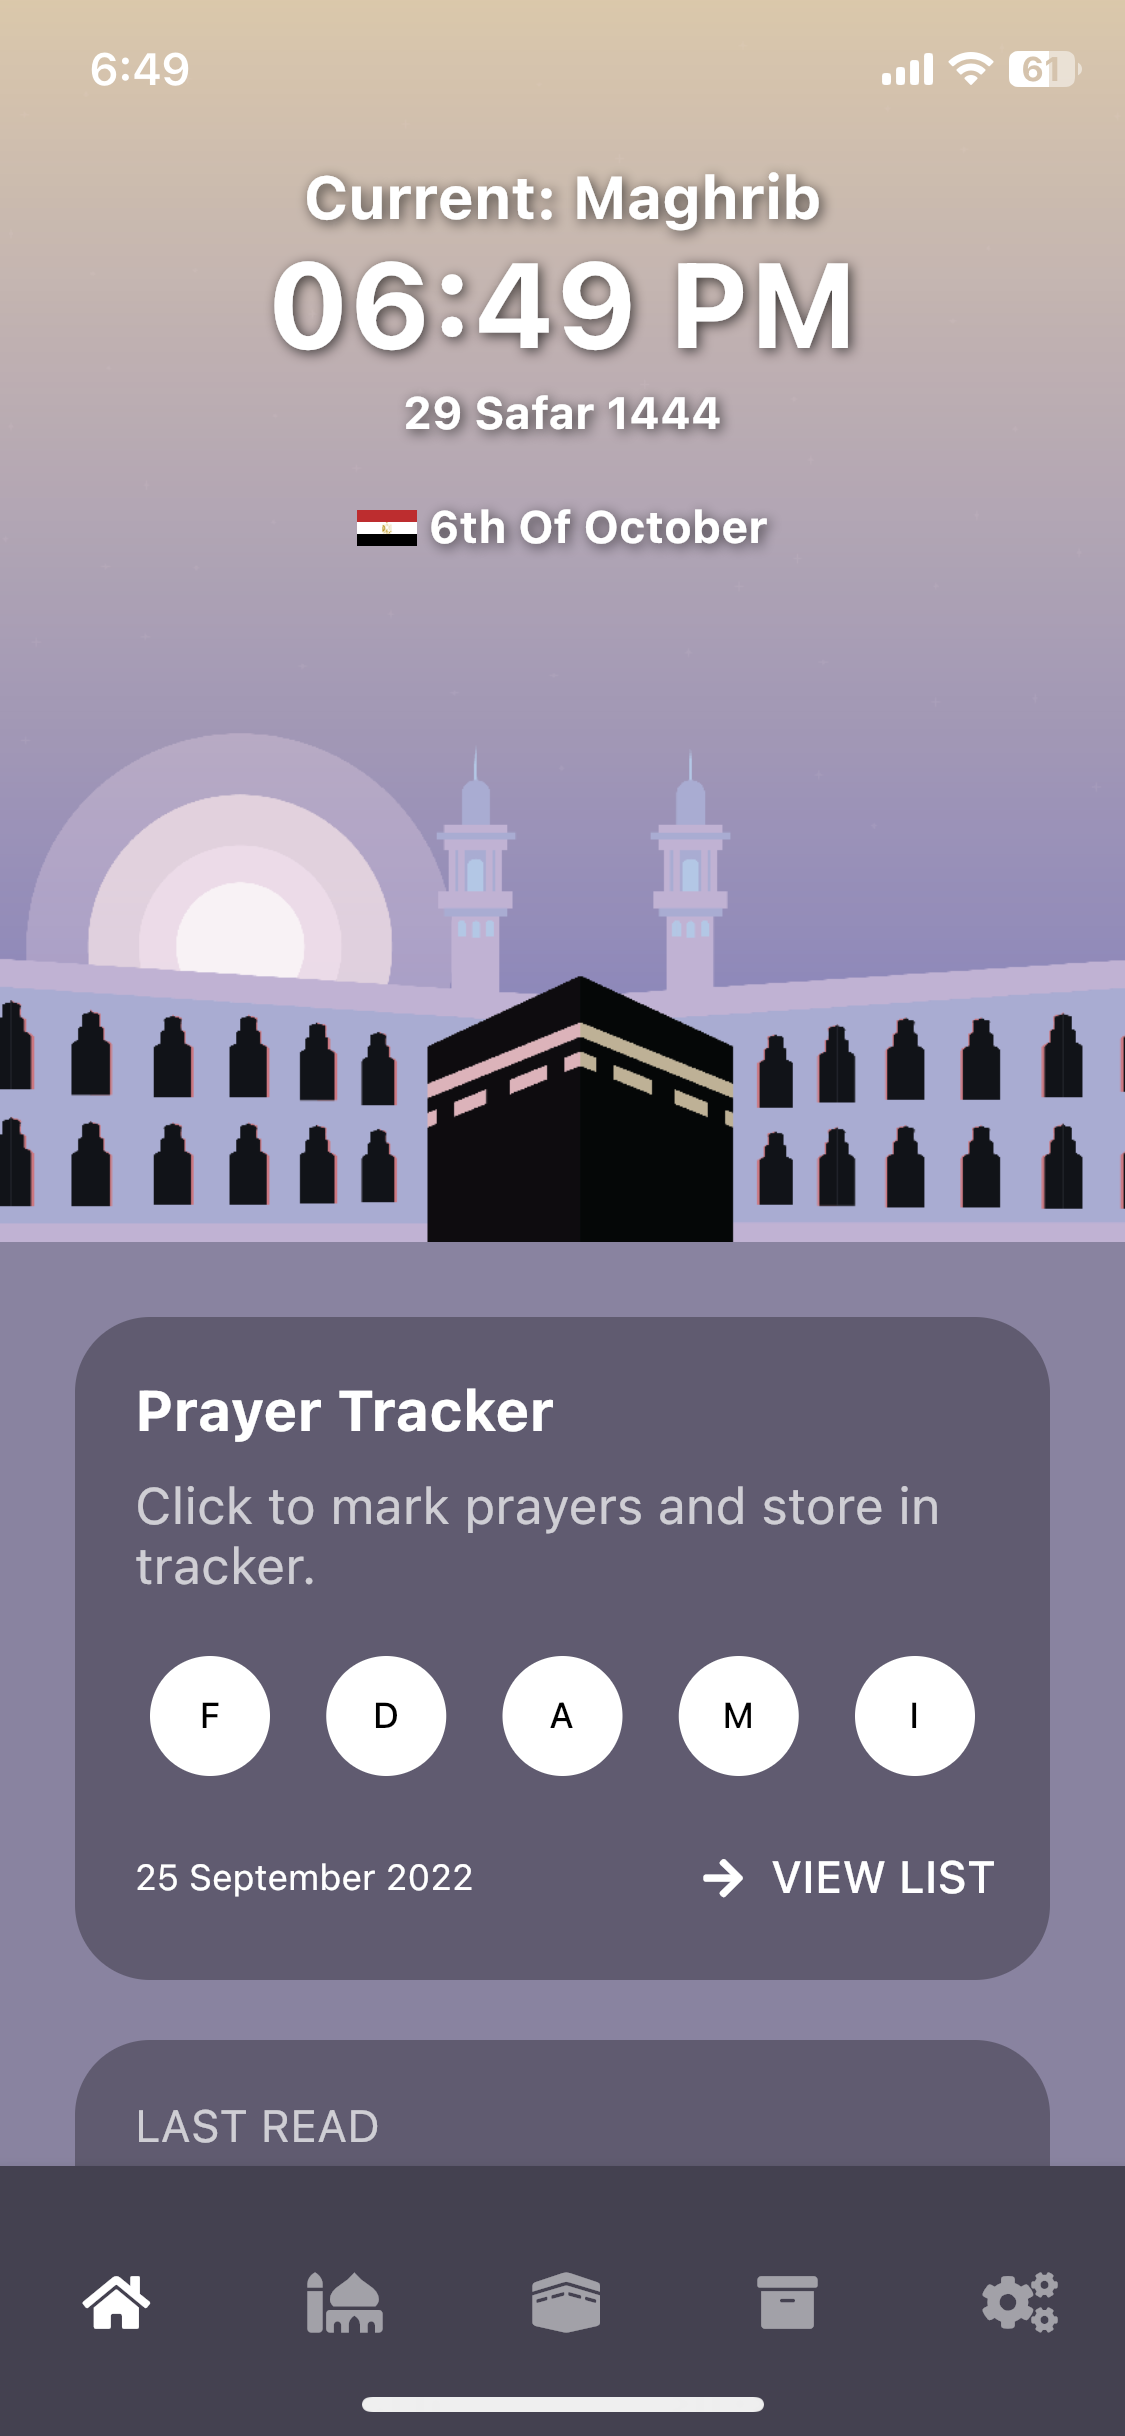 6:49
61
Current: Maghrib
06:49 PM
29 Safar 1444
6th Of October
Prayer Tracker
Click to mark prayers and store in
tracker.
F D A M I
25 September 2022
VIEW LIST
LAST READ